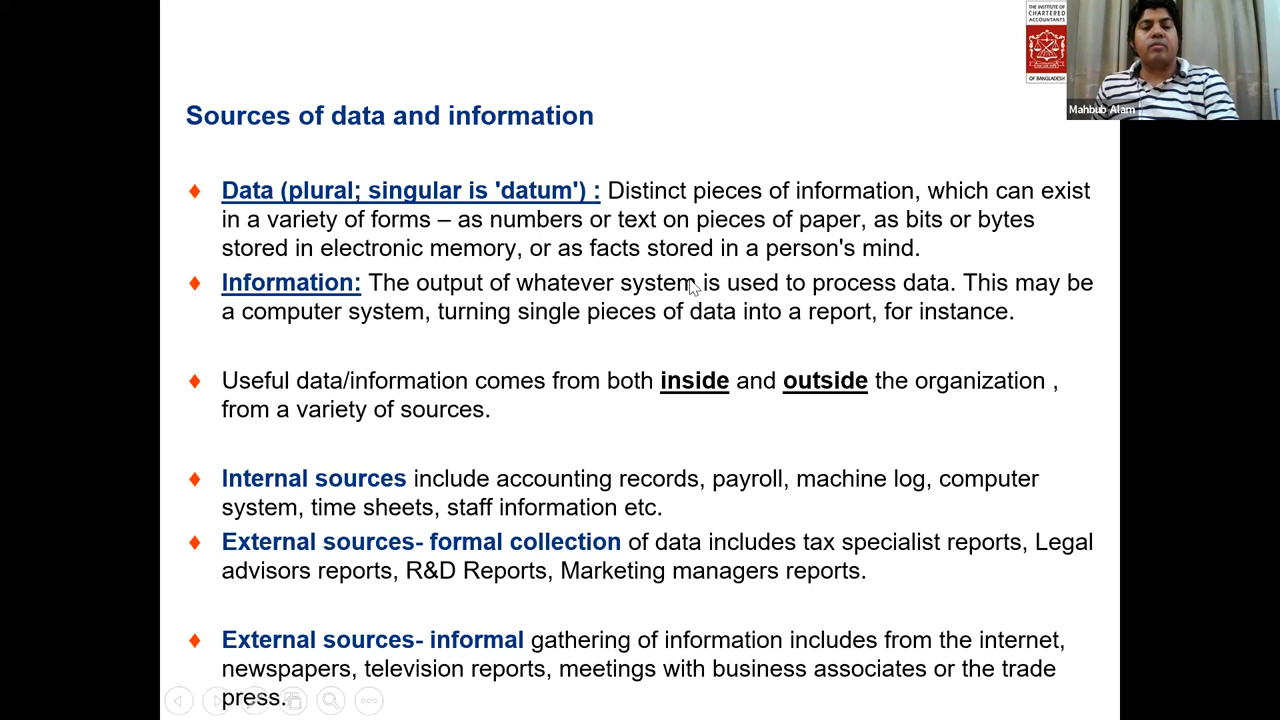 THE INSTITUTE OF
CHARTERED
ACCOUNTANTS
OF BANGLADESH
Mahbub Alam
Sources of data and information
Data (plural; singular is 'datum') : Distinct pieces of information, which can exist
in a variety of forms – as numbers or text on pieces of paper, as bits or bytes
stored in electronic memory, or as facts stored in a person's mind.
Information: The output of whatever system is used to process data. This may be
a computer system, turning single pieces of data into a report, for instance.
Useful data/information comes from both inside and outside the organization ,
from a variety of sources.
Internal sources include accounting records, payroll, machine log, computer
system, time sheets, staff information etc.
External sources- formal collection of data includes tax specialist reports, Legal
advisors reports, R&D Reports, Marketing managers reports.
External sources- informal gathering of information includes from the internet,
newspapers, television reports, meetings with business associates or the trade
press.